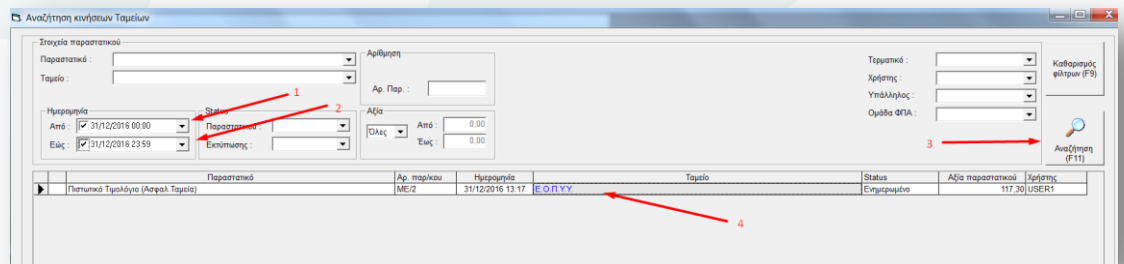 Αναζήτηση κινήσεων Ταμείων
Στοιχεία παραστατικού
Παραστατικό :
Ταμείο :
Αρίθμηση
Αρ. Παρ. :
Τερματικό :
Χρήστης :
Υπάλληλος :
Ομάδα ΦΠΑ :
Καθαρισμός
φίλτρων (F9)
1
2
Ημερομηνία
Από : 31/12/2016 00:00
Εώς : 31/12/2016 23:59
Status
Παραστατικού :
Εκτύπωσης :
Αξία
Όλες
Από : 0,00
Έως : 0,00
3
Αναζήτηση
(F11)
Παραστατικό Αρ. παρ/κου Ημερομηνία Ταμείο Status Αξία παραστατικού Χρήστης
Πιστωτικό Τιμολόγιο (Ασφαλ.Ταμεία) ΜΕ/2 31/12/2016 13:17 Ε.Ο.Π.Υ.Υ Ενημερωμένο 117,30 USER1
4